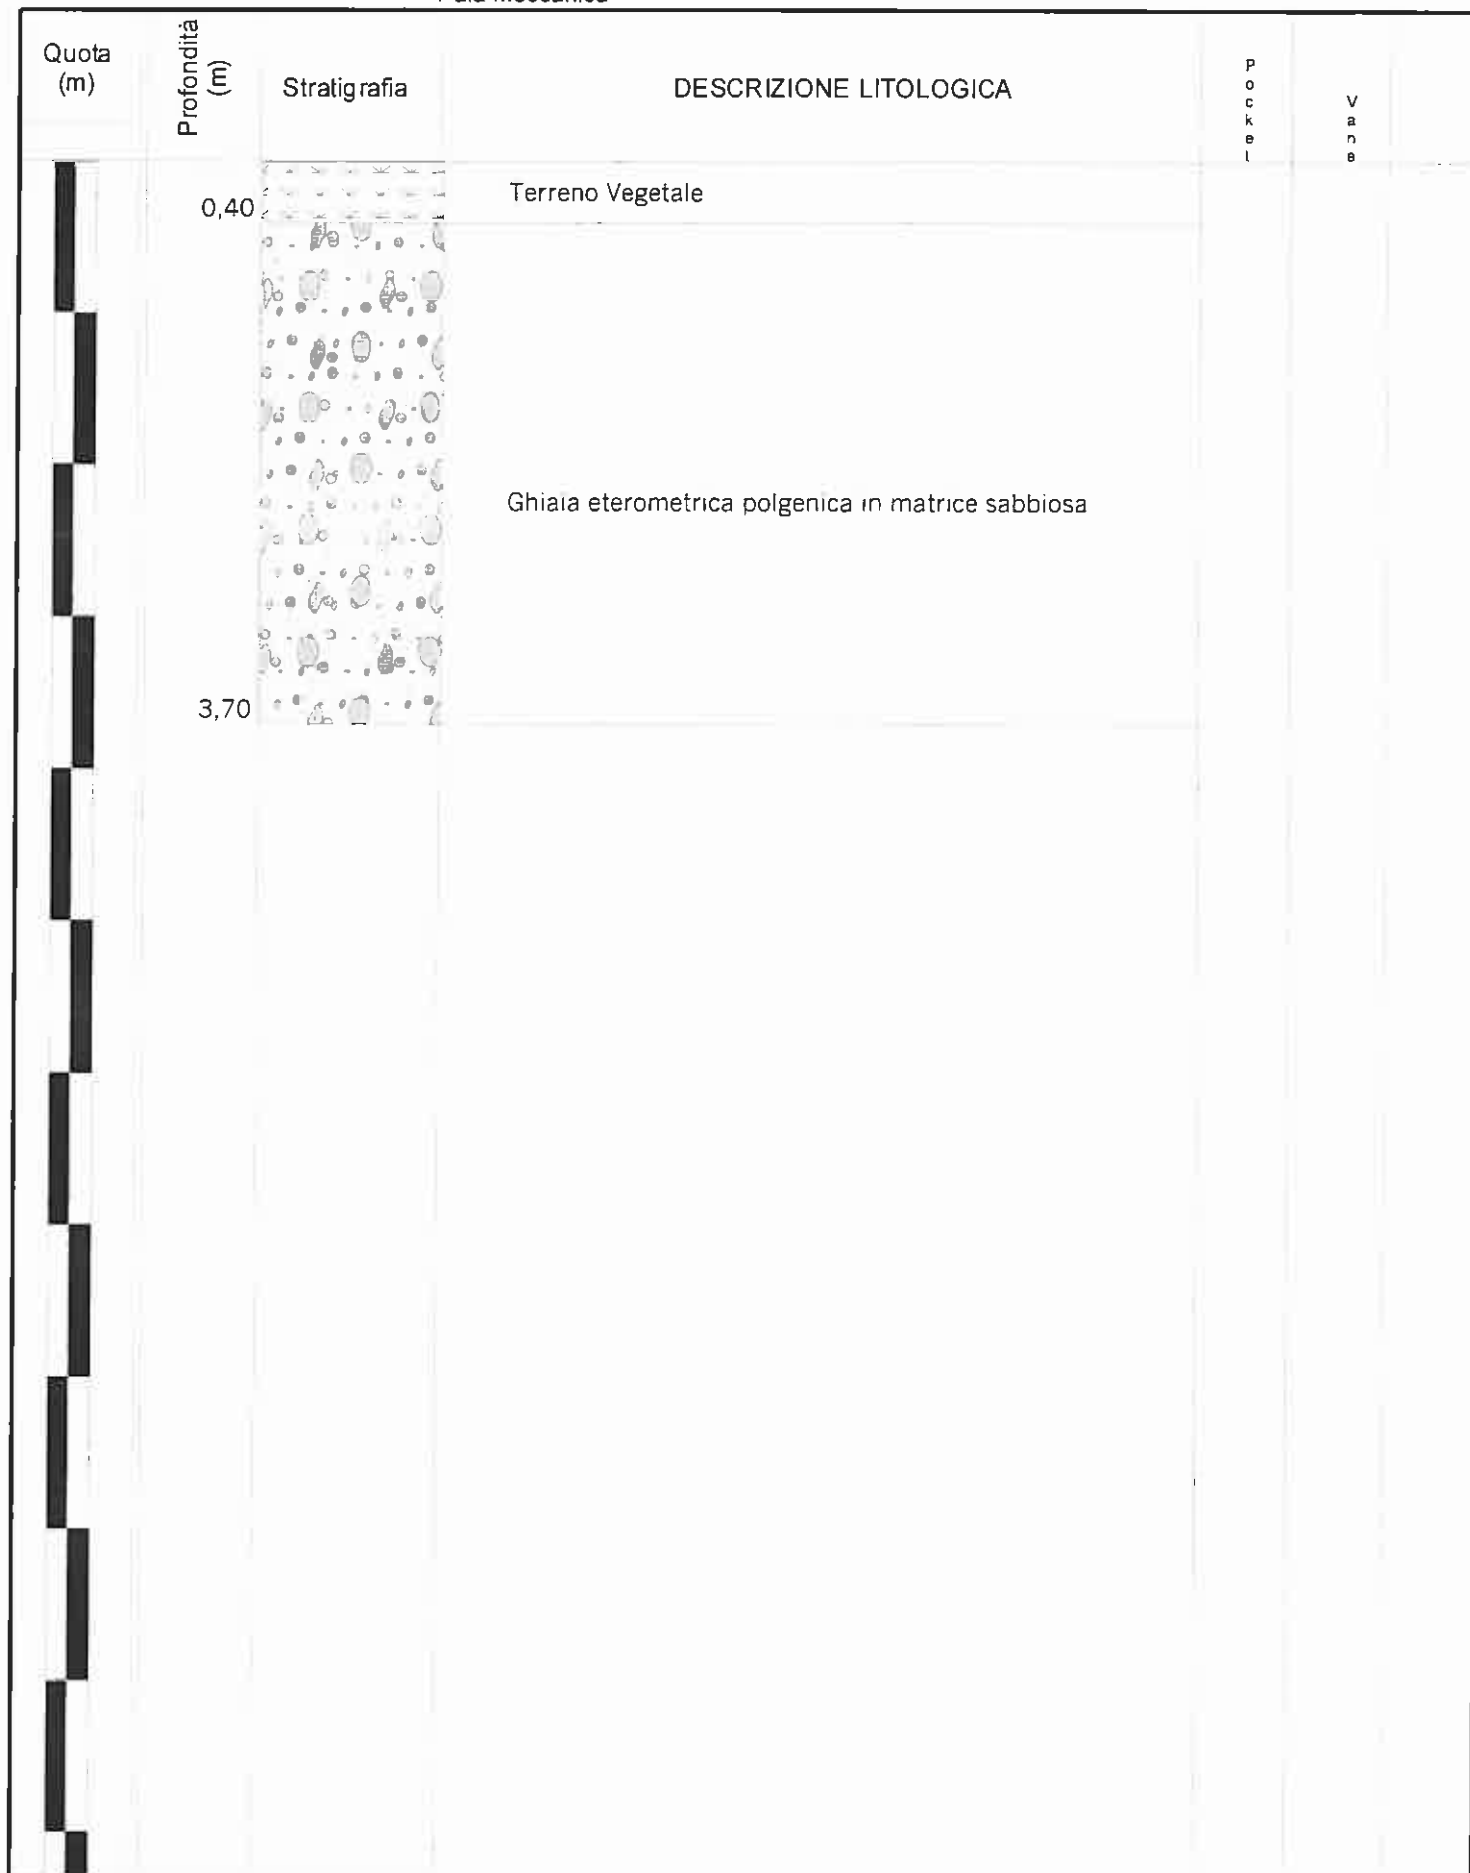 Quota
(m)
Profondità
(m)
Stratigrafia
DESCRIZIONE LITOLOGICA
Pocket
Vane
0,40
Terreno Vegetale
Ghiaia eterometrica polgenica in matrice sabbiosa
3,70